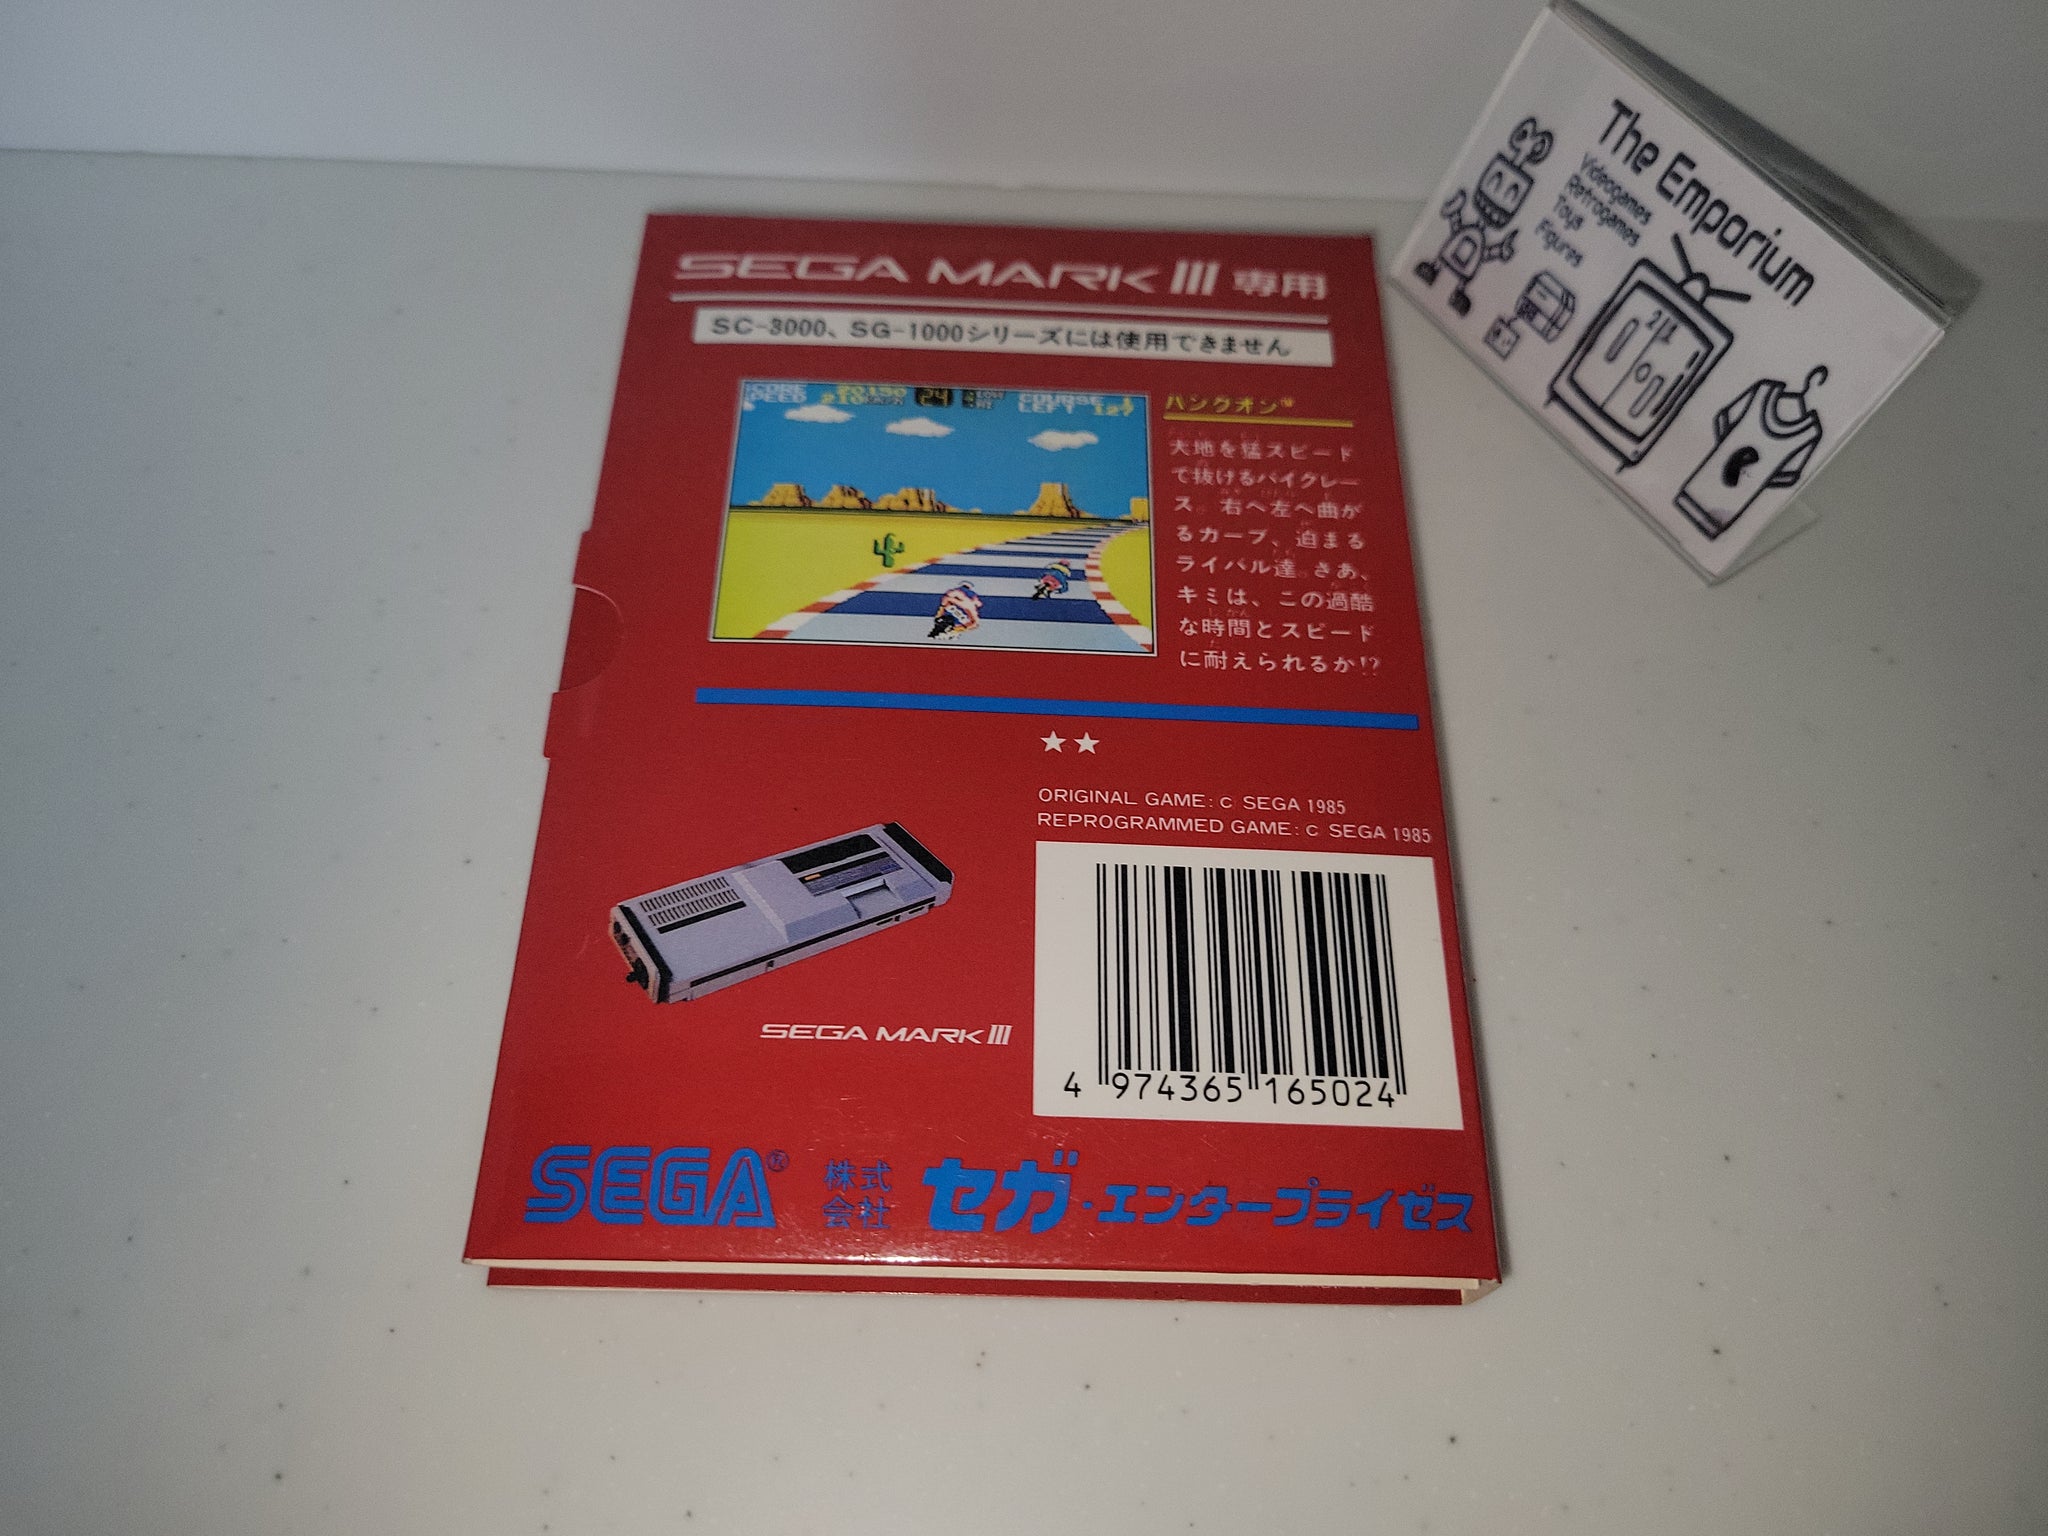 SEGA MARK III 専用
SC-3000、SG-1000シリーズには使用できません
SCORE 20190
SPEED 210
24
COURSE 1
LEFT 127
ハングオン
大地を猛スピード
で抜けるバイクレー
ス。右へ左へ曲が
るカーブ、迫まる
ライバル達。さあ、
キミは、この過酷
な時間とスピード
に耐えられるか!?
★★
ORIGINAL GAME: c SEGA 1985
REPROGRAMMED GAME: c SEGA 1985
SEGA MARK III
4 974365 165024
SEGA®
株式
会社
セガ・エンタープライゼス
The Emporium
Videogames
Retrogames
Toys
Figures